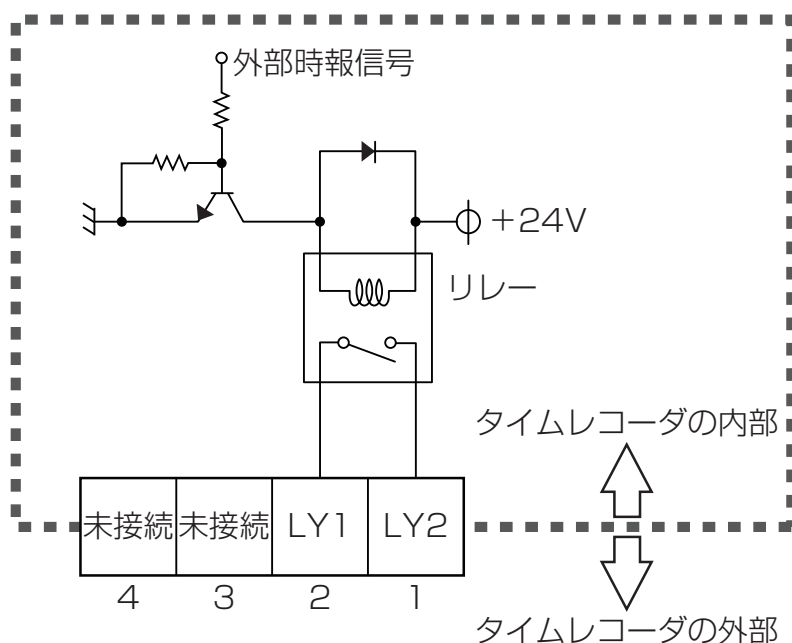 外部時報信号
+24V
リレー
タイムレコーダの内部
未接続 未接続 LY1 LY2
4 3 2 1
タイムレコーダの外部